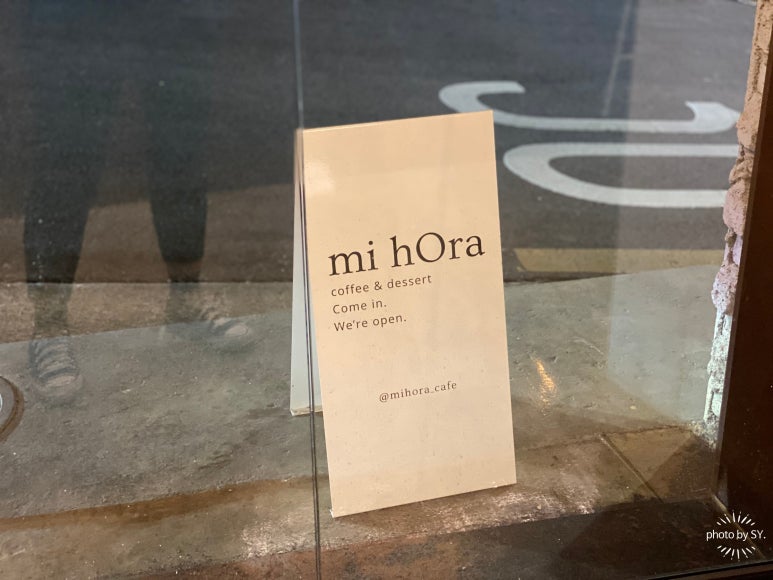 mi hOra
coffee & dessert
Come in.
We're open.
@mihora_cafe
photo by SY.